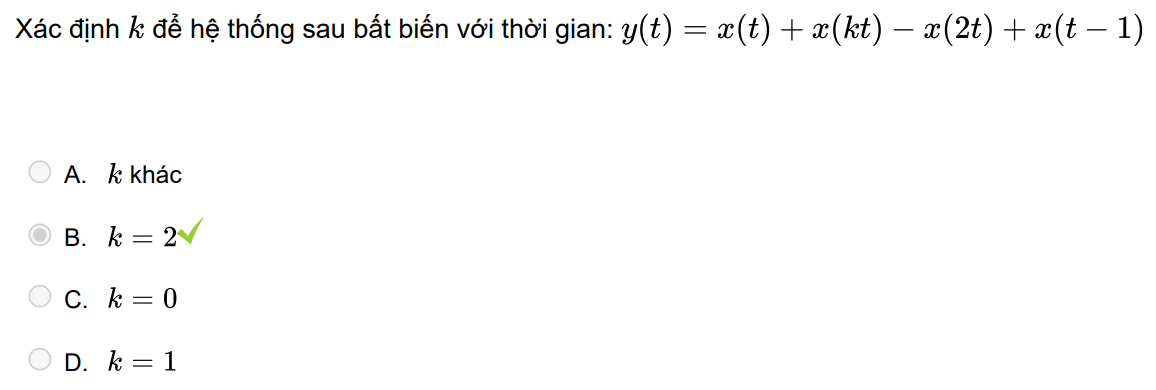 Xác định k để hệ thống sau bất biến với thời gian: y(t) = x(t) + x(kt) − x(2t) + x(t − 1)
A. k khác
B. k = 2
C. k = 0
D. k = 1